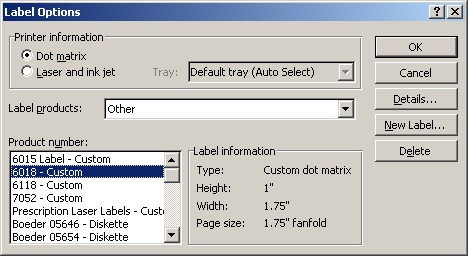 Label Options
Printer information
Dot matrix
Laser and ink jet
Tray:
Default tray (Auto Select)
Label products:
Other
Product number:
6015 Label - Custom
6018 - Custom
6118 - Custom
7052 - Custom
Prescription Laser Labels - Custo
Boeder 05646 - Diskette
Boeder 05654 - Diskette
Label information
Type: Custom dot matrix
Height: 1"
Width: 1.75"
Page size: 1.75" fanfold
OK
Cancel
Details...
New Label...
Delete